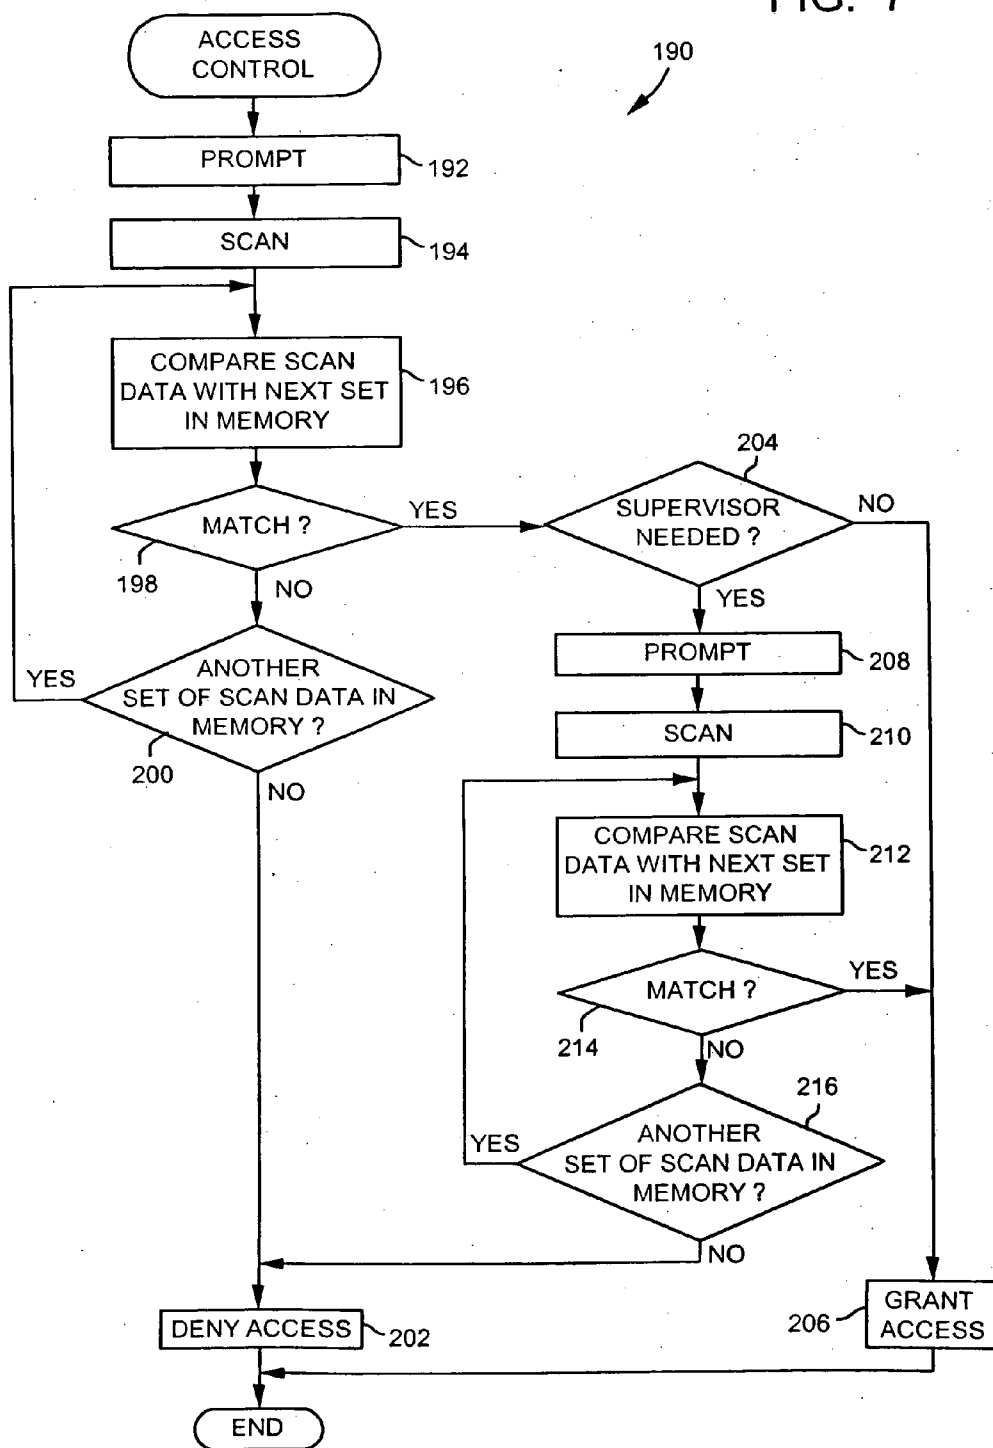 FIG. 7
ACCESS
CONTROL
190
PROMPT
192
SCAN
194
COMPARE SCAN
DATA WITH NEXT SET
IN MEMORY
196
MATCH ?
198
YES
NO
SUPERVISOR
NEEDED ?
204
NO
YES
ANOTHER
SET OF SCAN DATA IN
MEMORY ?
200
YES
NO
PROMPT
208
SCAN
210
COMPARE SCAN
DATA WITH NEXT SET
IN MEMORY
212
MATCH ?
214
YES
NO
ANOTHER
SET OF SCAN DATA IN
MEMORY ?
216
YES
NO
DENY ACCESS
202
GRANT
ACCESS
206
END